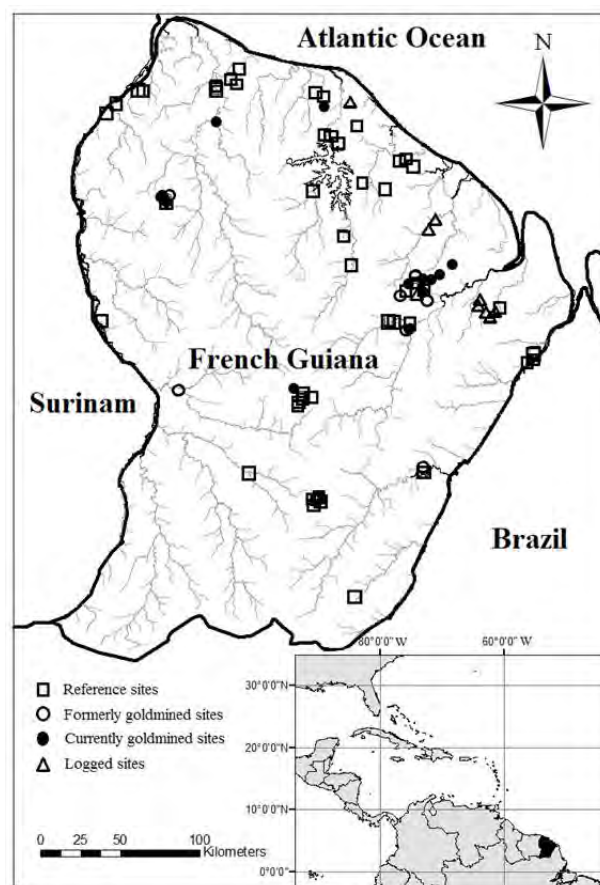 Atlantic Ocean
N
French Guiana
Surinam
Brazil
80°0'0"W 60°0'0"W
Reference sites
Formerly goldmined sites
Currently goldmined sites
Logged sites
30°0'0"N
20°0'0"N
10°0'0"N
0°0'0"
0 25 50 100
Kilometers